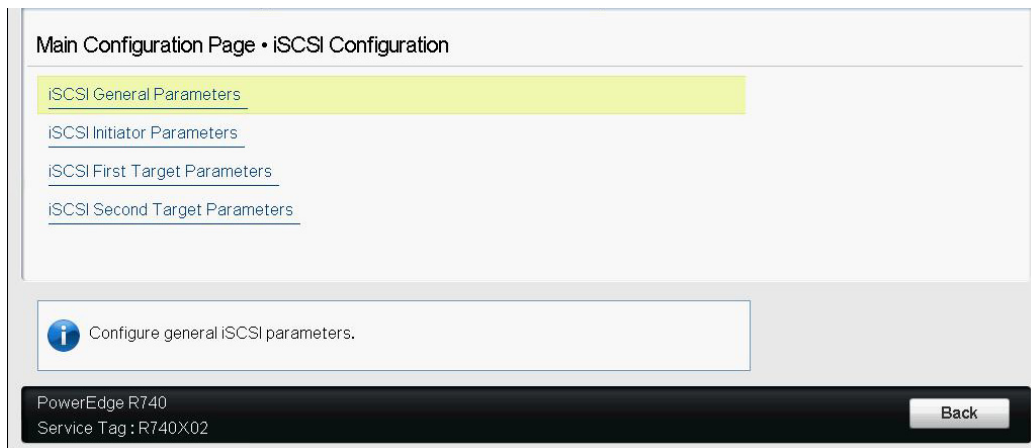 Main Configuration Page • iSCSI Configuration
iSCSI General Parameters
iSCSI Initiator Parameters
iSCSI First Target Parameters
iSCSI Second Target Parameters
Configure general iSCSI parameters.
PowerEdge R740
Service Tag : R740X02
Back